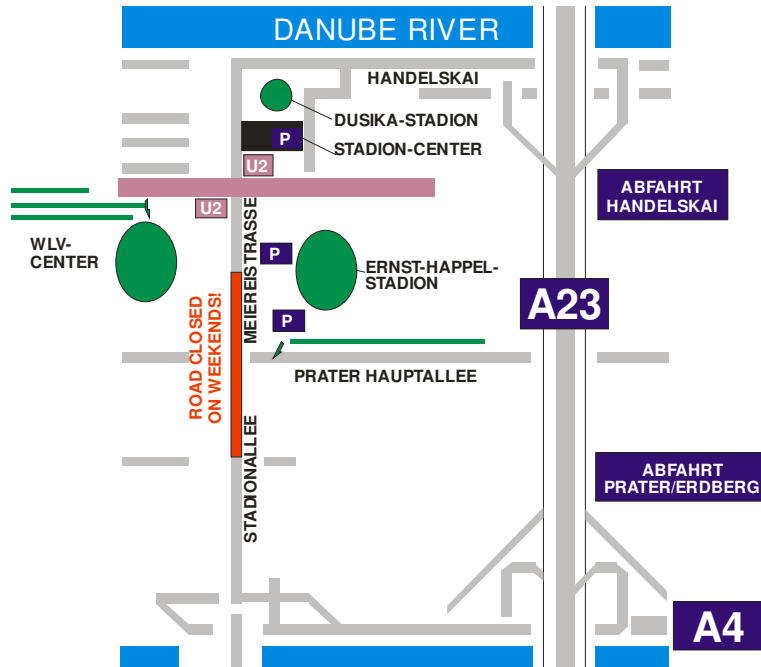 DANUBE RIVER
HANDELSKAI
DUSIKA-STADION
P
STADION-CENTER
U2
ABFAHRT
HANDELSKAI
U2
WLV-
CENTER
MEIEREISTRASSE
P
ERNST-HAPPEL-
STADION
A23
P
ROAD CLOSED
ON WEEKENDS!
PRATER HAUPTALLEE
STADIONALLEE
ABFAHRT
PRATER/ERDBERG
A4